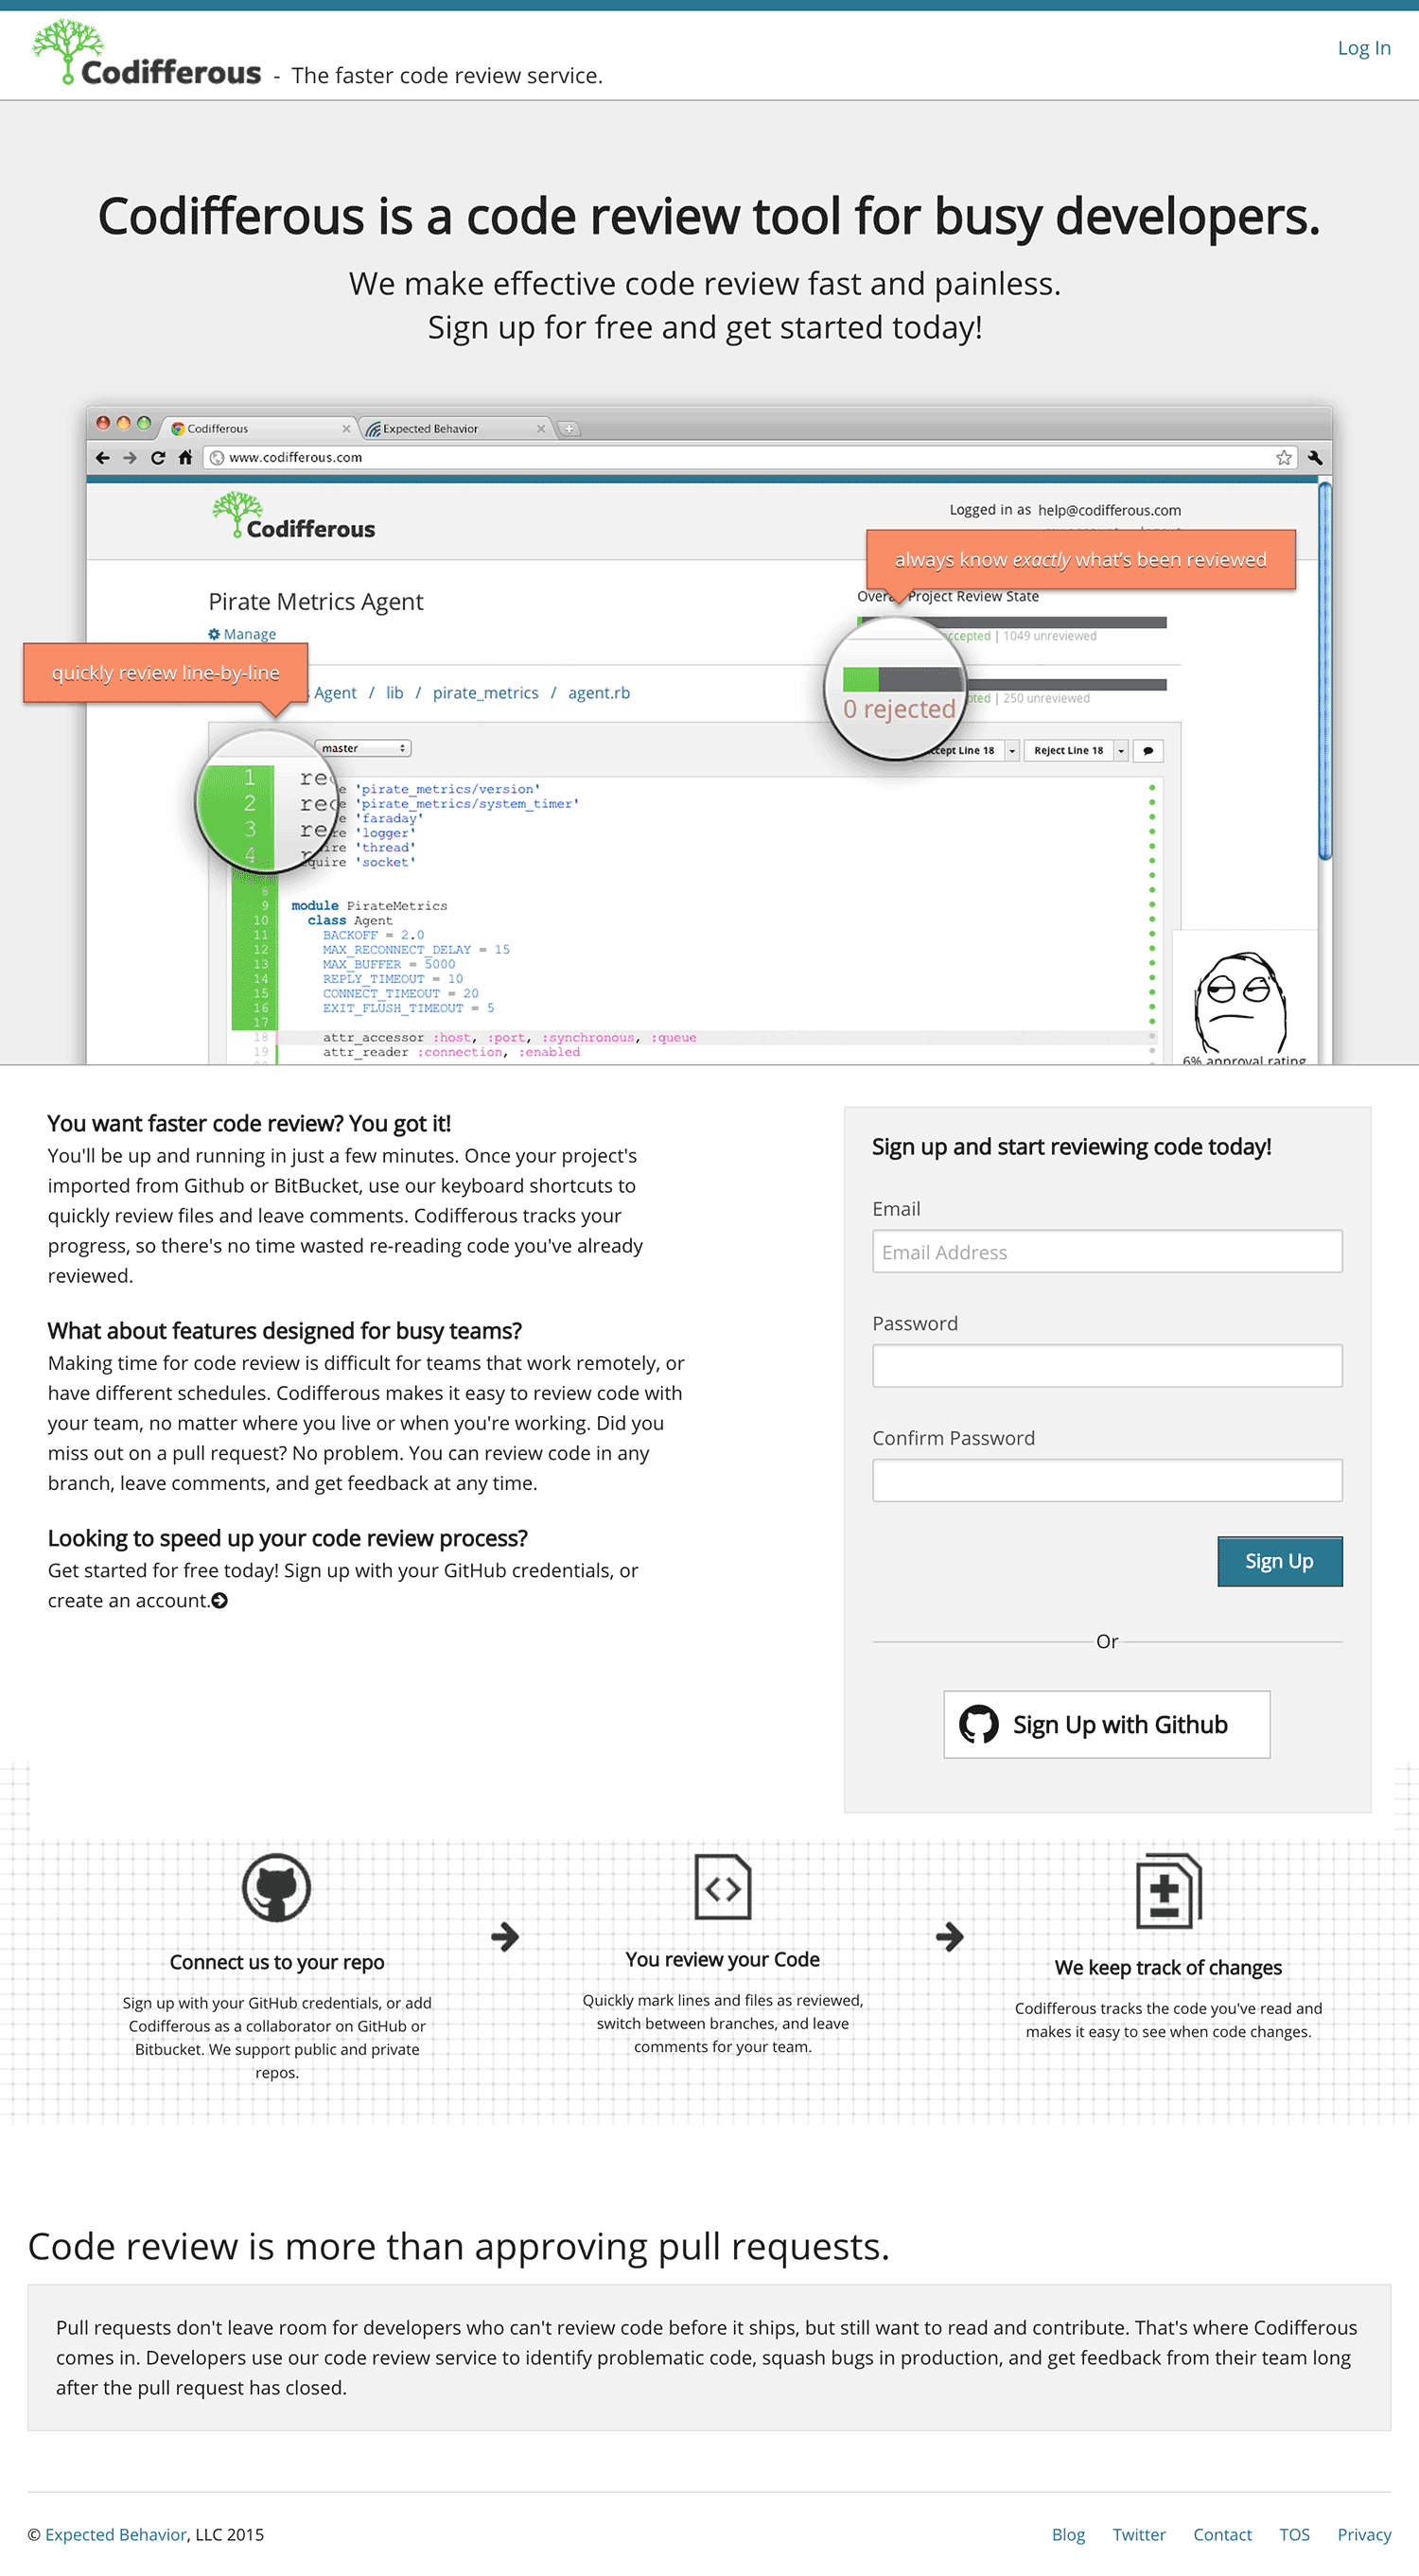 Codifferous - The faster code review service.
Log In
Codifferous is a code review tool for busy developers.
We make effective code review fast and painless.
Sign up for free and get started today!
Codifferous
Expected Behavior
www.codifferous.com
Codifferous
Logged in as help@codifferous.com
always know exactly what's been reviewed
Pirate Metrics Agent
Project Review State
Manage
1049 unreviewed
quickly review line-by-line
Agent / lib / pirate_metrics / agent.rb
250 unreviewed
0 rejected
master
Line 18
Reject Line 18
1
2
3
4
'pirate_metrics/version'
'pirate_metrics/system_timer'
'faraday'
'logger'
'thread'
'socket'
8
9 module PirateMetrics
10 class Agent
11 BACKOFF = 2.0
12 MAX_RECONNECT_DELAY = 15
13 MAX_BUFFER = 5000
14 REPLY_TIMEOUT = 10
15 CONNECT_TIMEOUT = 20
16 EXIT_FLUSH_TIMEOUT = 5
17
18 attr_accessor :host, :port, :synchronous, :queue
19 attr_reader :connection, :enabled
6% approval rating
You want faster code review? You got it!
You'll be up and running in just a few minutes. Once your project's
imported from Github or BitBucket, use our keyboard shortcuts to
quickly review files and leave comments. Codifferous tracks your
progress, so there's no time wasted re-reading code you've already
reviewed.
What about features designed for busy teams?
Making time for code review is difficult for teams that work remotely, or
have different schedules. Codifferous makes it easy to review code with
your team, no matter where you live or when you're working. Did you
miss out on a pull request? No problem. You can review code in any
branch, leave comments, and get feedback at any time.
Looking to speed up your code review process?
Get started for free today! Sign up with your GitHub credentials, or
create an account.
Sign up and start reviewing code today!
Email
Email Address
Password
Confirm Password
Sign Up
Or
Sign Up with Github
Connect us to your repo
Sign up with your GitHub credentials, or add
Codifferous as a collaborator on GitHub or
Bitbucket. We support public and private
repos.
You review your Code
Quickly mark lines and files as reviewed,
switch between branches, and leave
comments for your team.
We keep track of changes
Codifferous tracks the code you've read and
makes it easy to see when code changes.
Code review is more than approving pull requests.
Pull requests don't leave room for developers who can't review code before it ships, but still want to read and contribute. That's where Codifferous
comes in. Developers use our code review service to identify problematic code, squash bugs in production, and get feedback from their team long
after the pull request has closed.
© Expected Behavior, LLC 2015
Blog Twitter Contact TOS Privacy